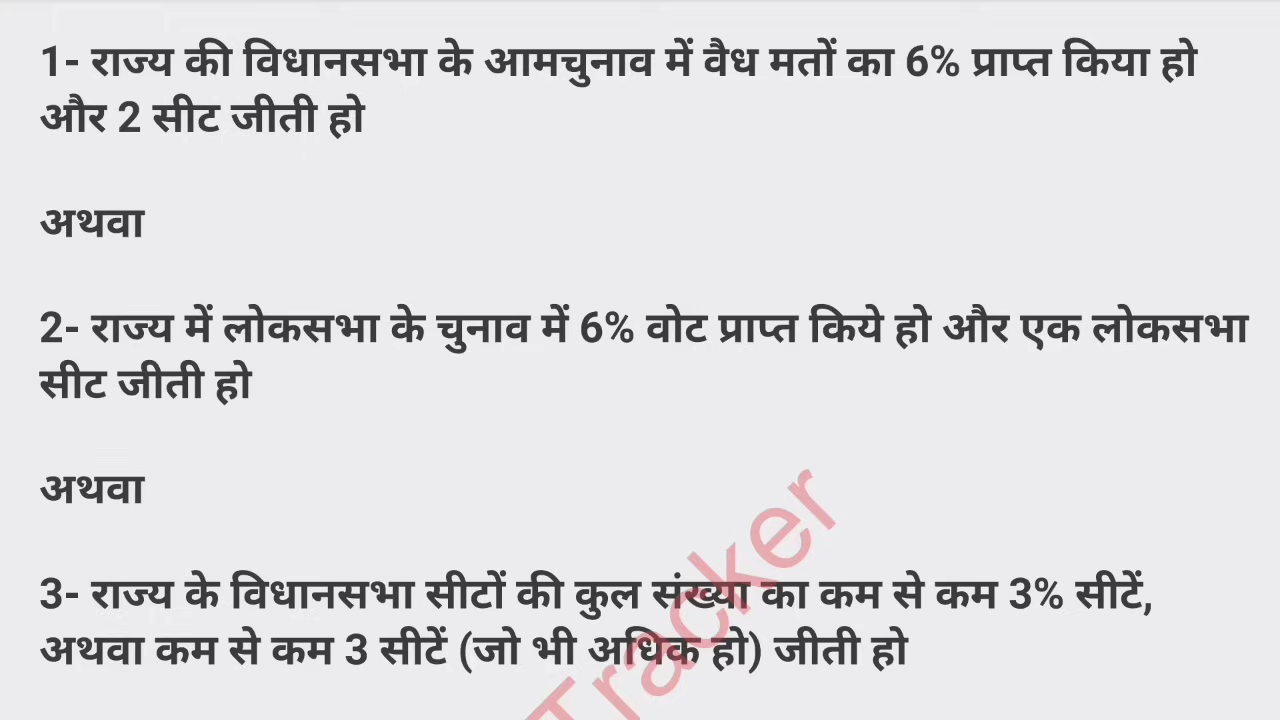 1- राज्य की विधानसभा के आमचुनाव में वैध मतों का 6% प्राप्त किया हो
और 2 सीट जीती हो
अथवा
2- राज्य में लोकसभा के चुनाव में 6% वोट प्राप्त किये हो और एक लोकसभा
सीट जीती हो
अथवा
3- राज्य के विधानसभा सीटों की कुल संख्या का कम से कम 3% सीटें,
अथवा कम से कम 3 सीटें (जो भी अधिक हो) जीती हो
Tracker